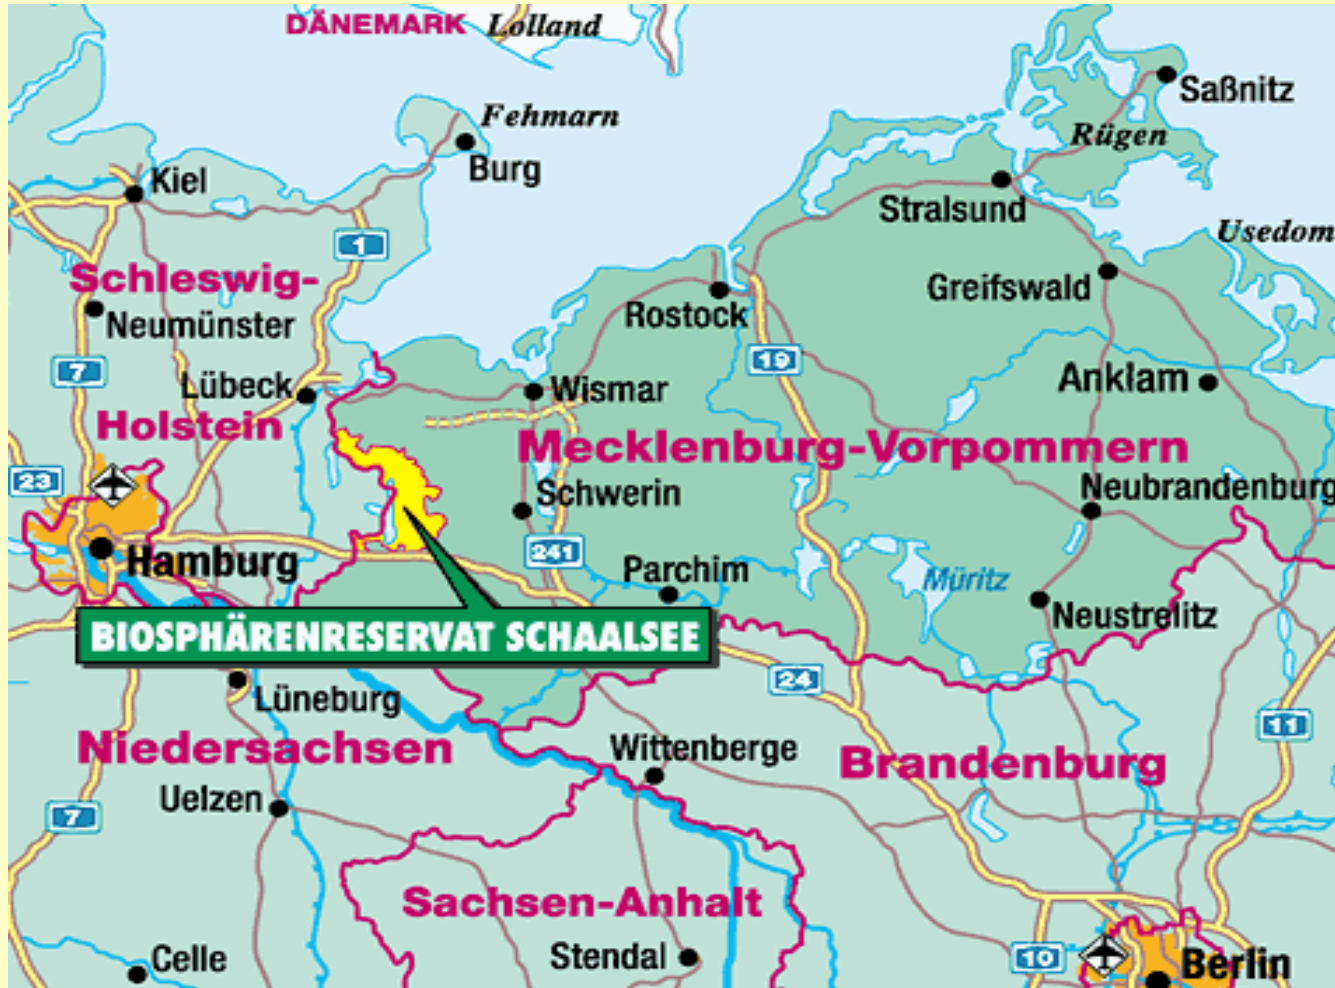 DÄNEMARK
Lolland
Saßnitz
Fehmarn
Rügen
Burg
Kiel
Stralsund
Usedom
1
Schleswig-
Greifswald
Neumünster
Rostock
7
19
Lübeck
Wismar
Anklam
Holstein
Mecklenburg-Vorpommern
23
Schwerin
Neubrandenburg
Hamburg
241
Parchim
Müritz
Neustrelitz
BIOSPHÄRENRESERVAT SCHAALSEE
24
Lüneburg
11
Niedersachsen
Wittenberge
Brandenburg
Uelzen
7
Sachsen-Anhalt
Celle
Stendal
10
Berlin